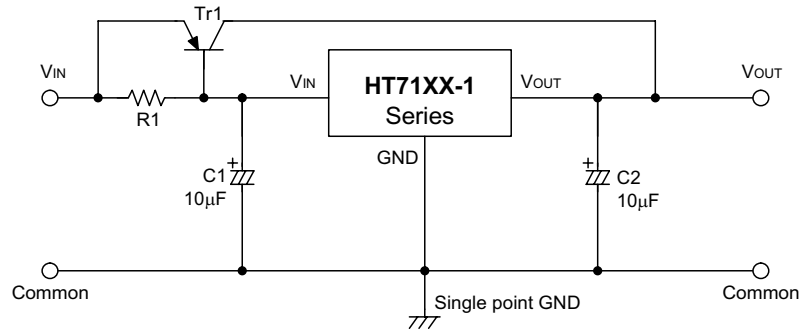 Tr1
VIN
R1
VIN
HT71XX-1
Series
VOUT
VOUT
GND
C1
10μF
C2
10μF
Common
Single point GND
Common